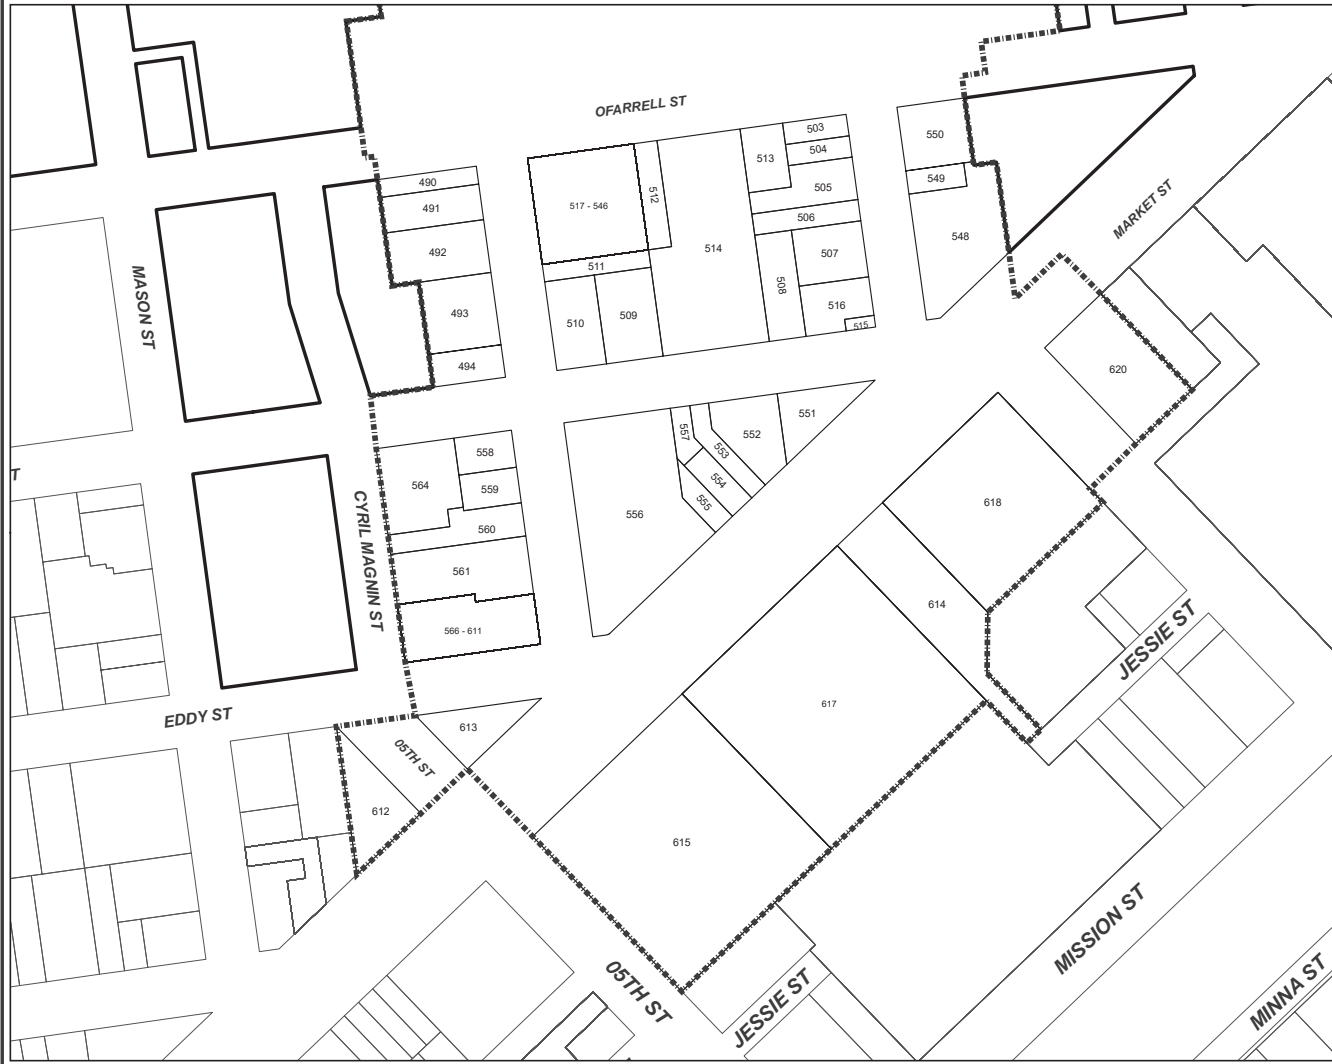 OFARRELL ST
503
504
513
505
506
507
508
516
515
550
549
548
MARKET ST
490
491
492
493
494
517 - 546
512
511
510
509
514
MASON ST
620
551
552
557
553
554
555
556
T
558
564
559
560
561
566 - 611
CYRIL MAGNIN ST
618
614
JESSIE ST
617
EDDY ST
613
05TH ST
612
615
MISSION ST
05TH ST
JESSIE ST
MINNA ST